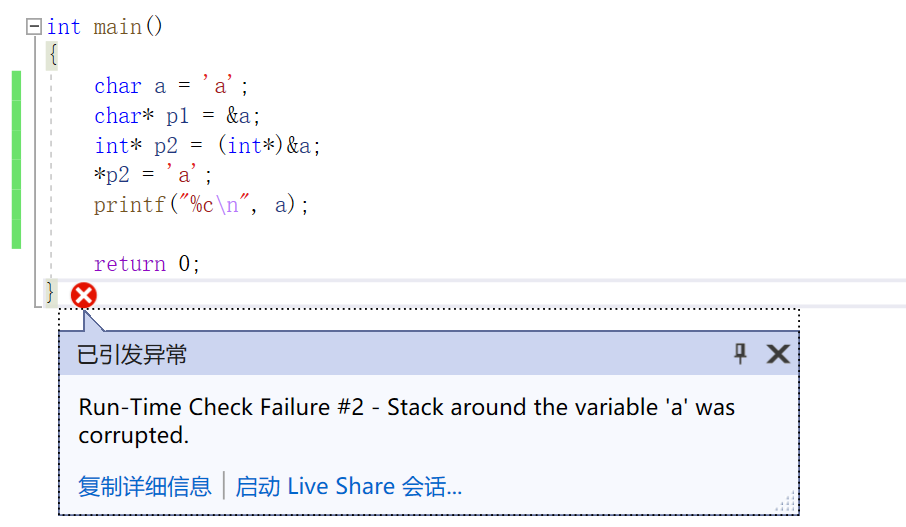 int main()
{
char a = 'a';
char* p1 = &a;
int* p2 = (int*)&a;
*p2 = 'a';
printf("%c\n", a);
return 0;
}
已引发异常
Run-Time Check Failure #2 - Stack around the variable 'a' was
corrupted.
复制详细信息 | 启动 Live Share 会话...